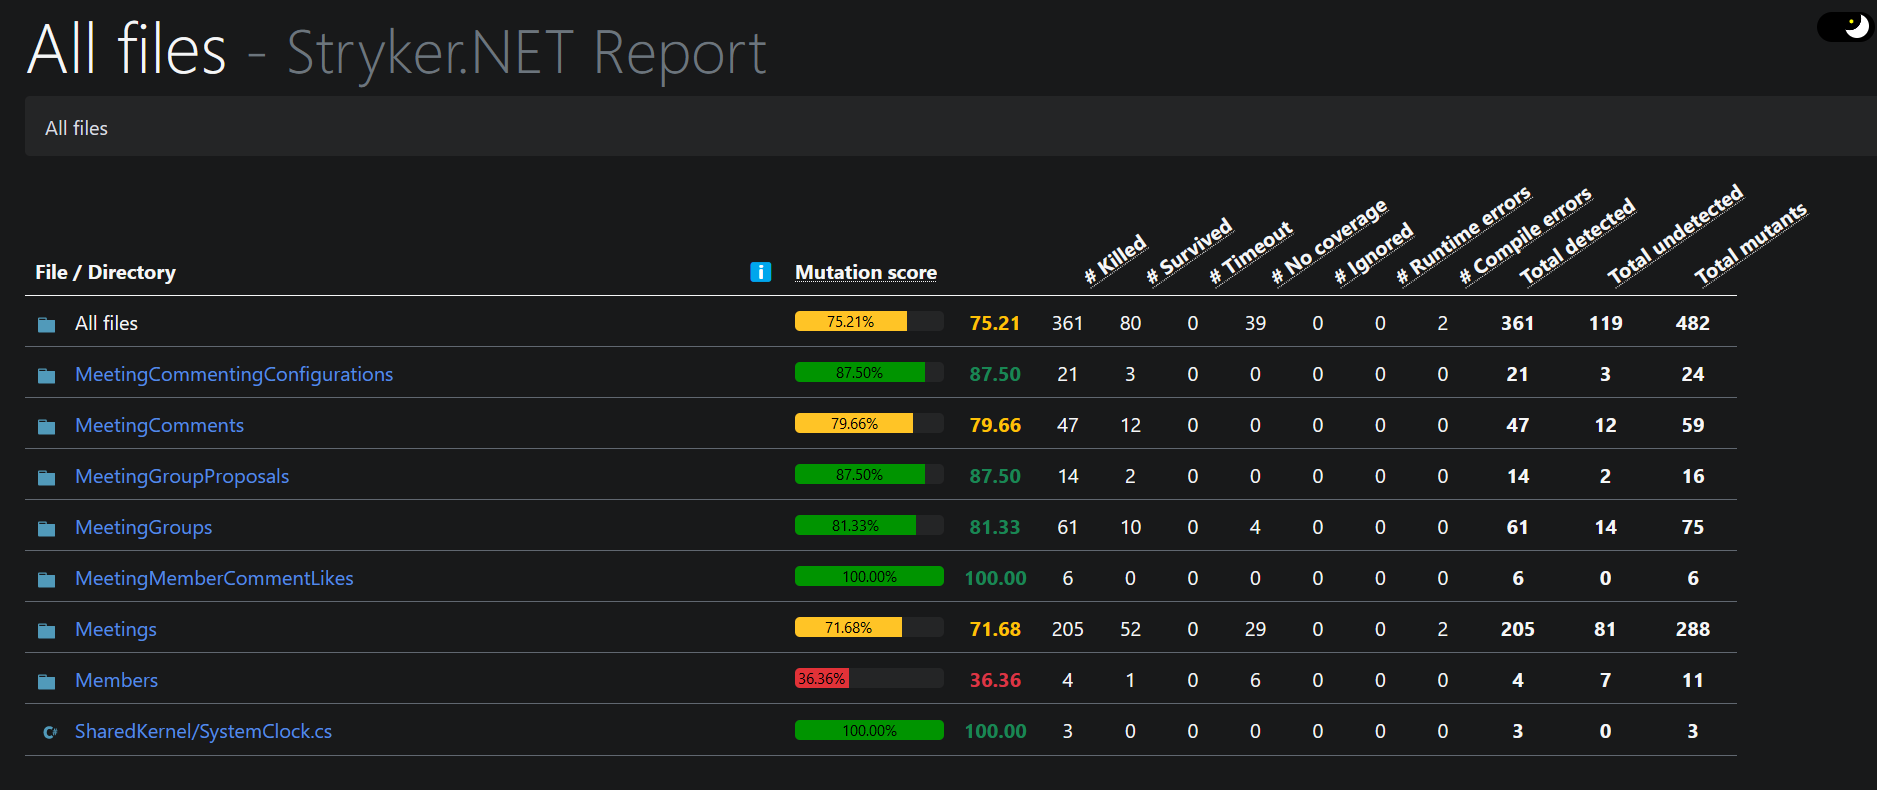 All files - Stryker.NET Report
All files
File / Directory i Mutation score # Killed # Survived # Timeout # No coverage # Ignored # Runtime errors # Compile errors Total detected Total undetected Total mutants
All files 75.21% 75.21 361 80 0 39 0 0 2 361 119 482
MeetingCommentingConfigurations 87.50% 87.50 21 3 0 0 0 0 0 21 3 24
MeetingComments 79.66% 79.66 47 12 0 0 0 0 0 47 12 59
MeetingGroupProposals 87.50% 87.50 14 2 0 0 0 0 0 14 2 16
MeetingGroups 81.33% 81.33 61 10 0 4 0 0 0 61 14 75
MeetingMemberCommentLikes 100.00% 100.00 6 0 0 0 0 0 0 6 0 6
Meetings 71.68% 71.68 205 52 0 29 0 0 2 205 81 288
Members 36.36% 36.36 4 1 0 6 0 0 0 4 7 11
C# SharedKernel/SystemClock.cs 100.00% 100.00 3 0 0 0 0 0 0 3 0 3